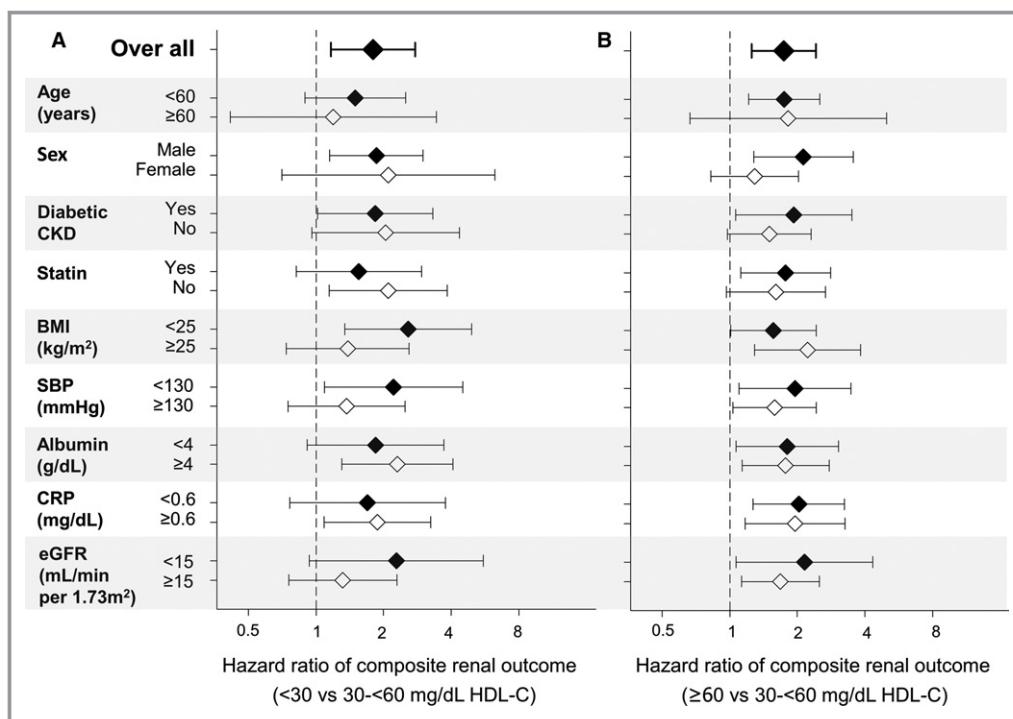 A
B
Over all
Age
(years)
<60
≥60
Sex
Male
Female
Diabetic
CKD
Yes
No
Statin
Yes
No
BMI
(kg/m²)
<25
≥25
SBP
(mmHg)
<130
≥130
Albumin
(g/dL)
<4
≥4
CRP
(mg/dL)
<0.6
≥0.6
eGFR
(mL/min
per 1.73m²)
<15
≥15
0.5 1 2 4 8
0.5 1 2 4 8
Hazard ratio of composite renal outcome
(<30 vs 30-<60 mg/dL HDL-C)
Hazard ratio of composite renal outcome
(≥60 vs 30-<60 mg/dL HDL-C)